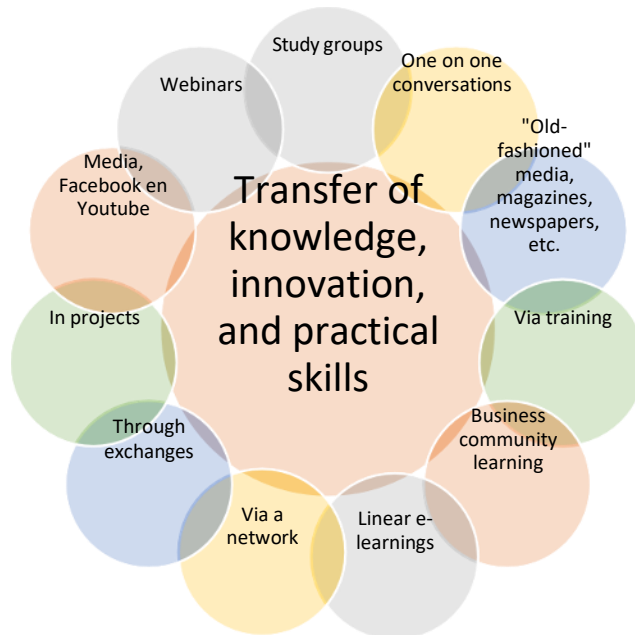 Study groups
One on one
conversations
"Old-
fashioned"
media,
magazines,
newspapers,
etc.
Via training
Business
community
learning
Linear e-
learnings
Via a
network
Through
exchanges
In projects
Media,
Facebook en
Youtube
Webinars
Transfer of
knowledge,
innovation,
and practical
skills